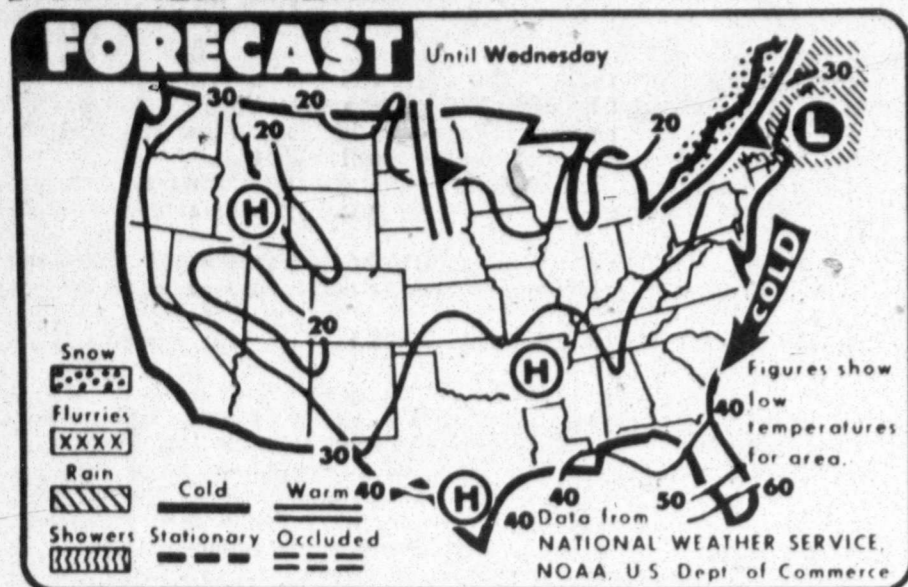 FORECAST
Until Wednesday
30 20 30
20 20
L
H
COLD
20
Snow
H
Figures show
40 low
temperatures
for area.
Flurries
XXXX
30
Rain
Cold Warm 40 H 40 50 60
Showers Stationary Occluded 40 Data from
NATIONAL WEATHER SERVICE,
NOAA, U.S. Dept. of Commerce